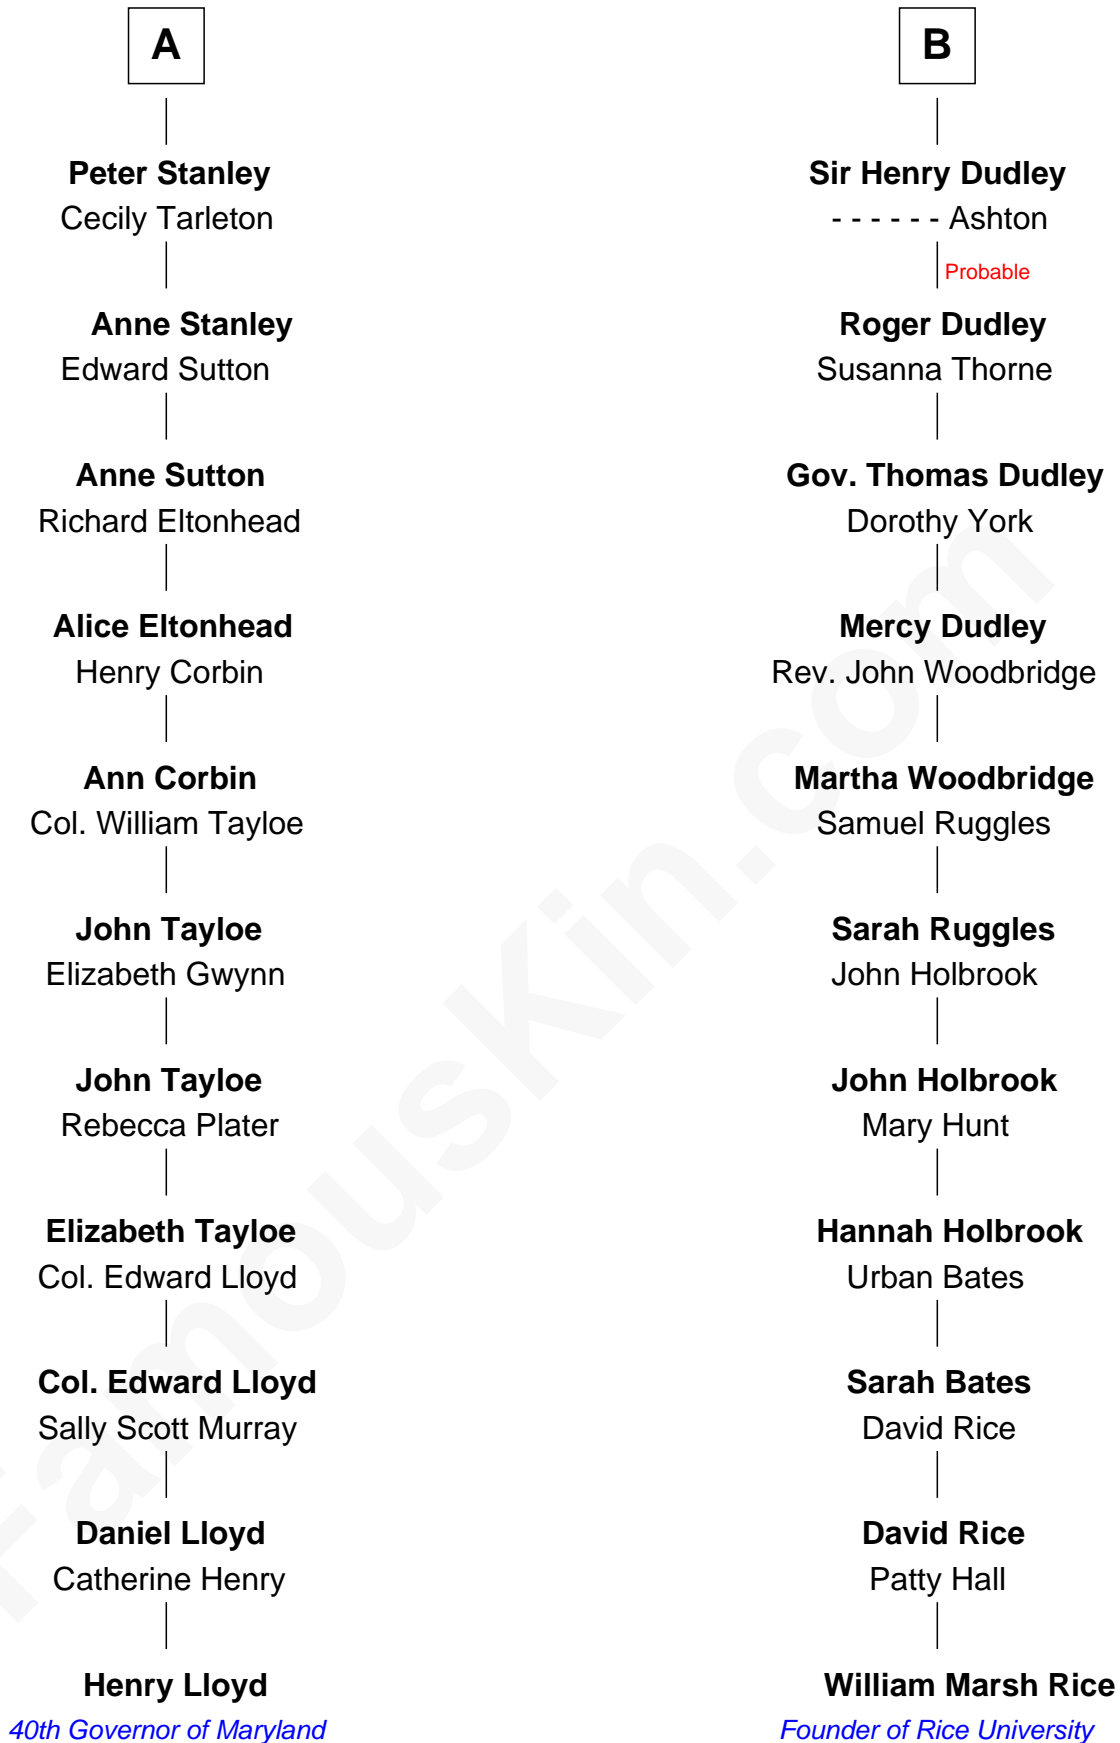 A
Peter Stanley
Cecily Tarleton
Anne Stanley
Edward Sutton
Anne Sutton
Richard Eltonhead
Alice Eltonhead
Henry Corbin
Ann Corbin
Col. William Tayloe
John Tayloe
Elizabeth Gwynn
John Tayloe
Rebecca Plater
Elizabeth Tayloe
Col. Edward Lloyd
Col. Edward Lloyd
Sally Scott Murray
Daniel Lloyd
Catherine Henry
Henry Lloyd
40th Governor of Maryland
B
Sir Henry Dudley
- - - - - - Ashton
Probable
Roger Dudley
Susanna Thorne
Gov. Thomas Dudley
Dorothy York
Mercy Dudley
Rev. John Woodbridge
Martha Woodbridge
Samuel Ruggles
Sarah Ruggles
John Holbrook
John Holbrook
Mary Hunt
Hannah Holbrook
Urban Bates
Sarah Bates
David Rice
David Rice
Patty Hall
William Marsh Rice
Founder of Rice University
FamousKin.com